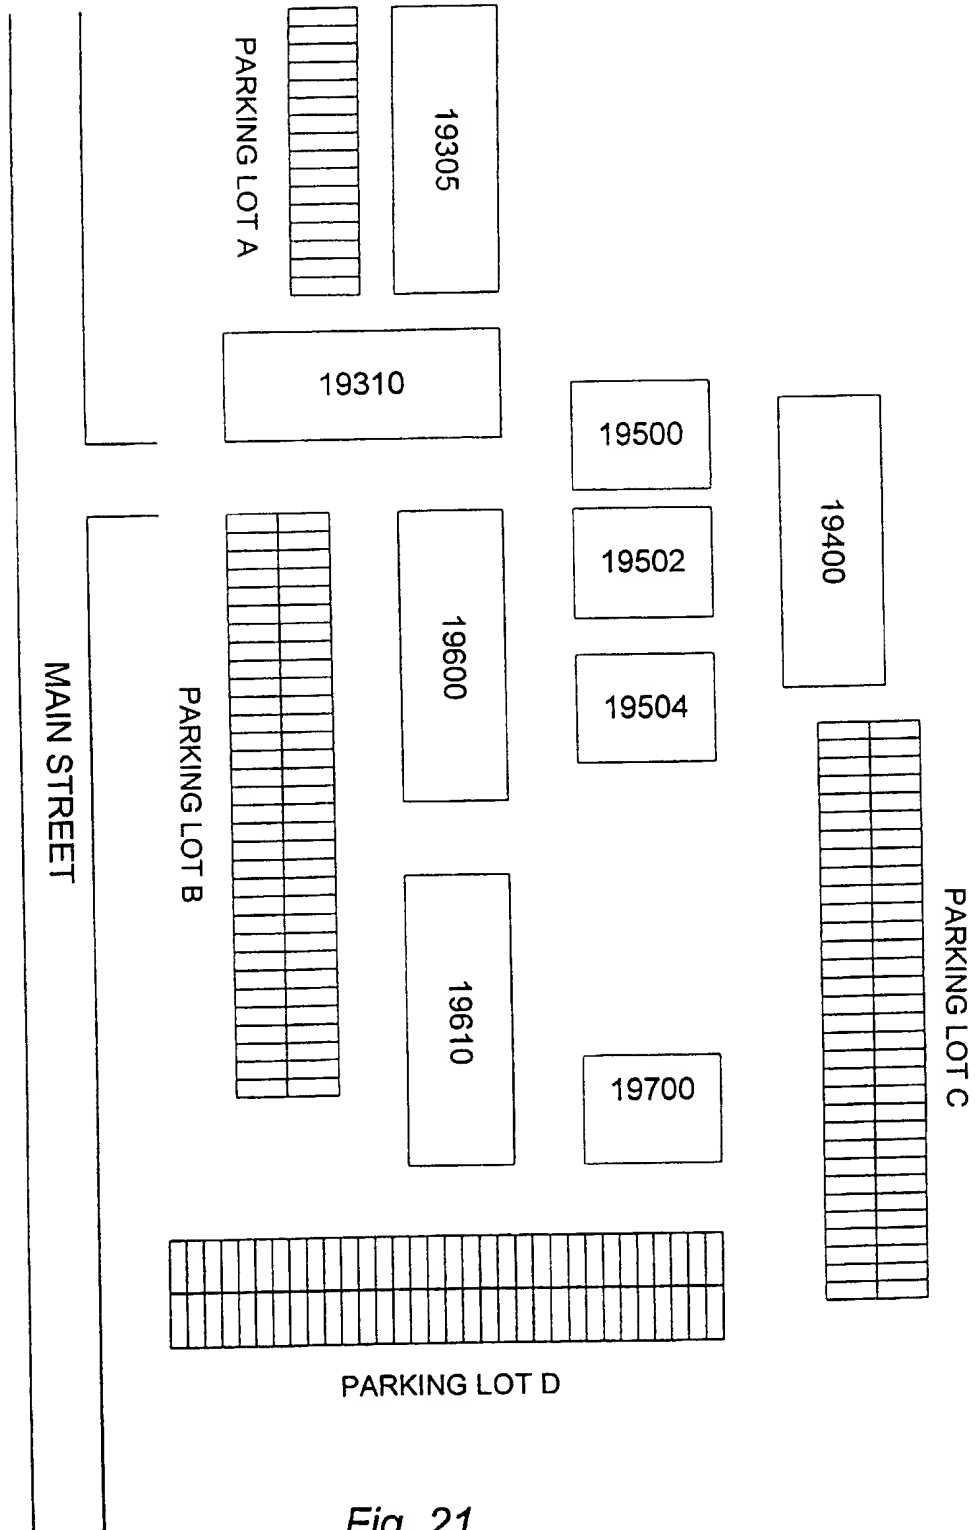 PARKING LOT A
19305
19310
19500
19400
19502
19600
19504
MAIN STREET
PARKING LOT B
PARKING LOT C
19610
19700
PARKING LOT D
Fig. 21